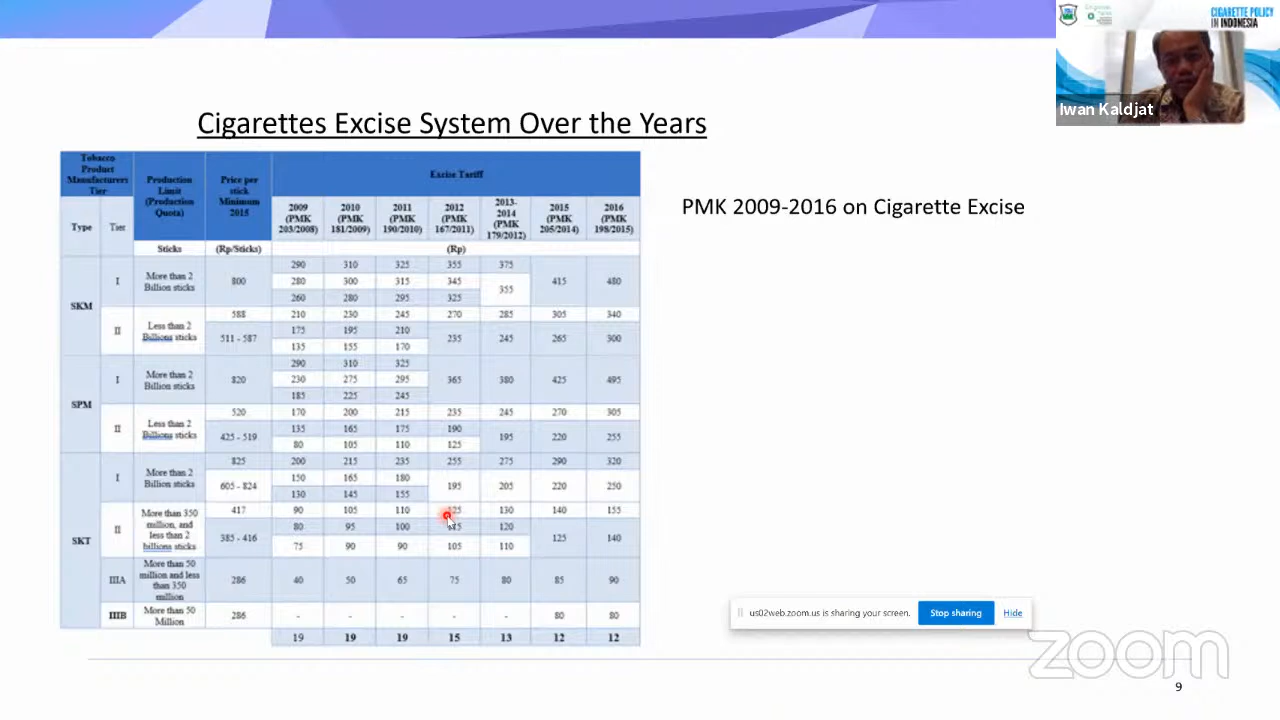 CIGARETTE POLICY
IN INDONESIA
Iwan Kaldjat
Cigarettes Excise System Over the Years
PMK 2009-2016 on Cigarette Excise
Tobacco Product Manufacturers Tier
Production Limit (Production Quota)
Price per stick Minimum 2015
Excise Tariff
Type Tier
2009 (PMK 203/2008) 2010 (PMK 181/2009) 2011 (PMK 190/2010) 2012 (PMK 167/2011) 2013-2014 (PMK 179/2012) 2015 (PMK 205/2014) 2016 (PMK 198/2015)
Sticks (Rp/Sticks) (Rp)
SKM I More than 2 Billion sticks 800
290 310 325 355 375
280 300 315 345 355 415 480
260 280 295 325
II Less than 2 Billions sticks
588 210 230 245 270 285 305 340
511 - 587 175 195 210 235 245 265 300
135 155 170
SPM I More than 2 Billion sticks 820
290 310 325
230 275 295 365 380 425 495
185 225 245
II Less than 2 Billions sticks
520 170 200 215 235 245 270 305
425 - 519 135 165 175 190 195 220 255
80 105 110 125
SKT I More than 2 Billion sticks
825 200 215 235 255 275 290 320
605 - 824 150 165 180 195 205 220 250
130 145 155
II More than 350 million, and less than 2 billions sticks
417 90 105 110 125 130 140 155
385 - 416 80 95 100 120 125 140
75 90 90 105 110
IIIA More than 50 million and less than 350 million 286 40 50 65 75 80 85 90
IIIB More than 50 Million 286 - - - - - 80 80
19 19 19 15 13 12 12
us02web.zoom.us is sharing your screen. Stop sharing Hide
zoom
9